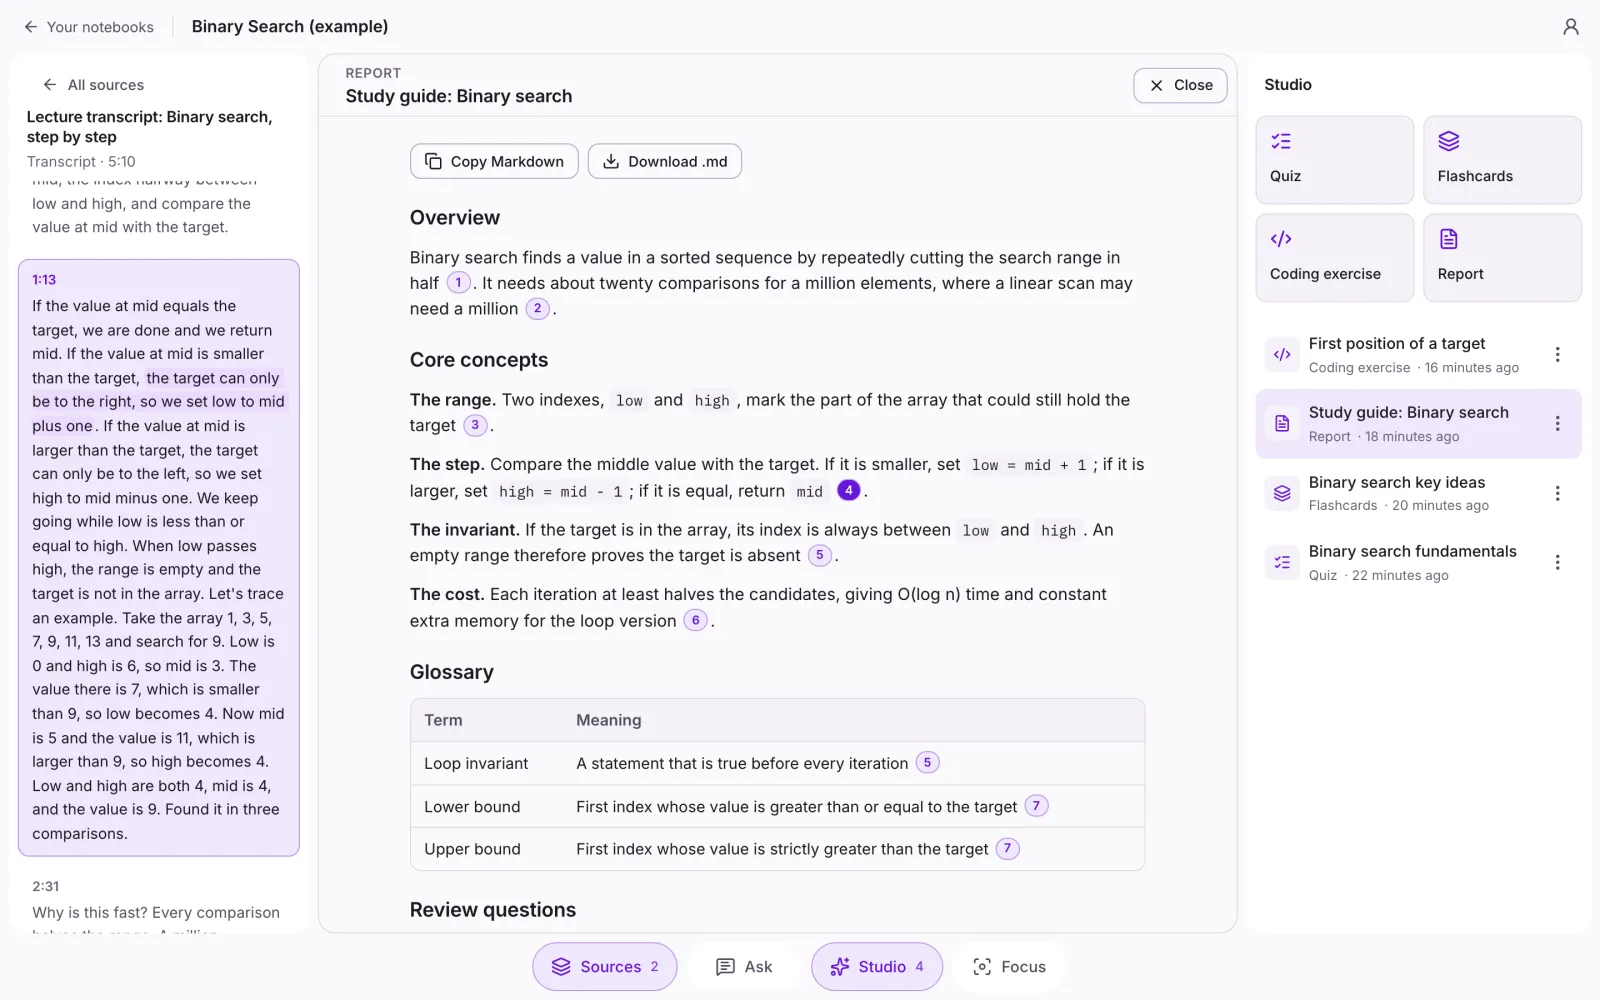 Your notebooks
Binary Search (example)
All sources
Lecture transcript: Binary search,
step by step
Transcript · 5:10
mid, the index halfway between
low and high, and compare the
value at mid with the target.
1:13
If the value at mid equals the
target, we are done and we return
mid. If the value at mid is smaller
than the target, the target can only
be to the right, so we set low to mid
plus one. If the value at mid is
larger than the target, the target
can only be to the left, so we set
high to mid minus one. We keep
going while low is less than or
equal to high. When low passes
high, the range is empty and the
target is not in the array. Let's trace
an example. Take the array 1, 3, 5,
7, 9, 11, 13 and search for 9. Low is
0 and high is 6, so mid is 3. The
value there is 7, which is smaller
than 9, so low becomes 4. Now mid
is 5 and the value is 11, which is
larger than 9, so high becomes 4.
Low and high are both 4, mid is 4,
and the value is 9. Found it in three
comparisons.
2:31
Why is this fast? Every comparison
REPORT
Study guide: Binary search
Close
Copy Markdown
Download .md
Overview
Binary search finds a value in a sorted sequence by repeatedly cutting the search range in
half 1. It needs about twenty comparisons for a million elements, where a linear scan may
need a million 2.
Core concepts
The range. Two indexes, low and high, mark the part of the array that could still hold the
target 3.
The step. Compare the middle value with the target. If it is smaller, set low = mid + 1; if it is
larger, set high = mid - 1; if it is equal, return mid 4.
The invariant. If the target is in the array, its index is always between low and high. An
empty range therefore proves the target is absent 5.
The cost. Each iteration at least halves the candidates, giving O(log n) time and constant
extra memory for the loop version 6.
Glossary
Term Meaning
Loop invariant A statement that is true before every iteration 5
Lower bound First index whose value is greater than or equal to the target 7
Upper bound First index whose value is strictly greater than the target 7
Review questions
Studio
Quiz
Flashcards
Coding exercise
Report
First position of a target
Coding exercise · 16 minutes ago
Study guide: Binary search
Report · 18 minutes ago
Binary search key ideas
Flashcards · 20 minutes ago
Binary search fundamentals
Quiz · 22 minutes ago
Sources 2
Ask
Studio 4
Focus